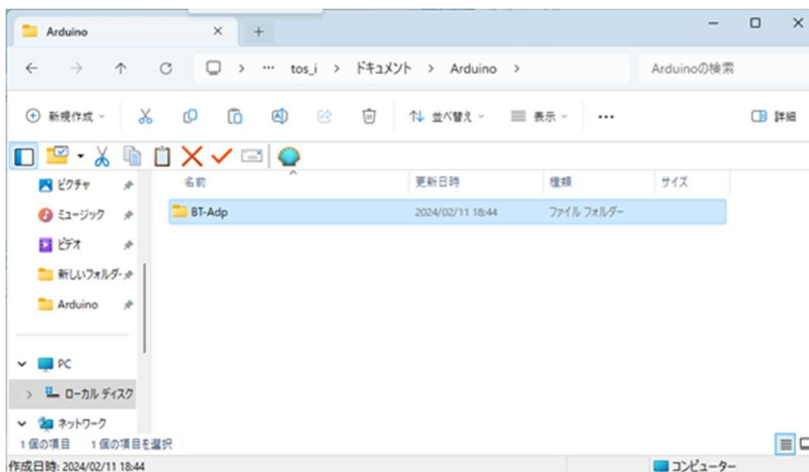 Arduino
… tos_i > ドキュメント > Arduino > Arduinoの検索
新規作成 並べ替え 表示 … 詳細
名前 更新日時 種類 サイズ
ピクチャ
BT-Adp 2024/02/11 18:44 ファイル フォルダー
ミュージック
ビデオ
新しいフォルダー
Arduino
PC
ローカル ディスク
ネットワーク
1 個の項目 1 個の項目を選択
作成日時: 2024/02/11 18:44 コンピューター